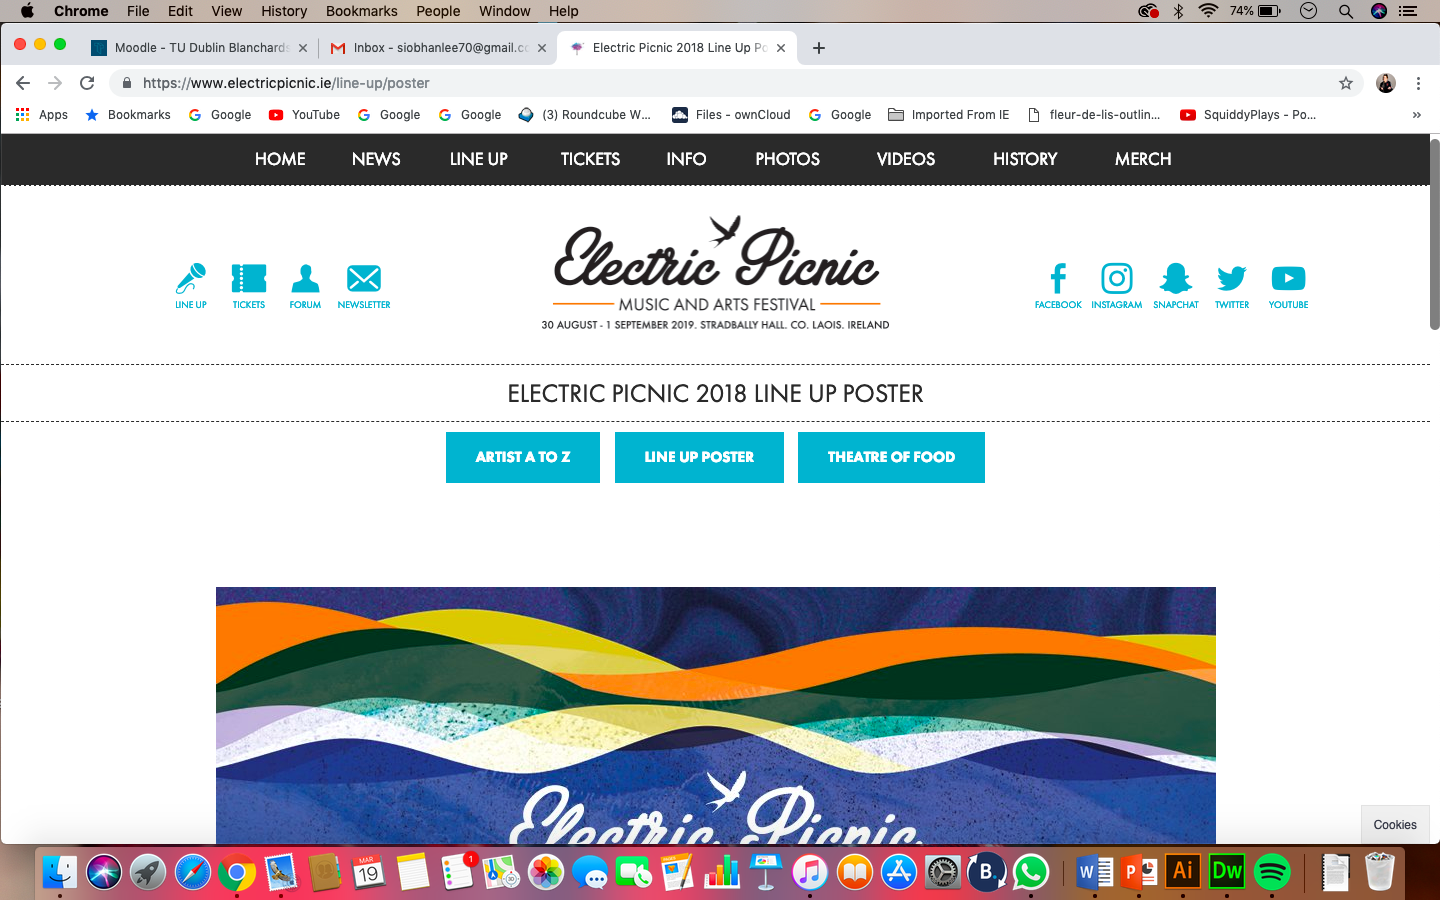 Chrome File Edit View History Bookmarks People Window Help 74%
Moodle - TU Dublin Blanchards
Inbox - siobhanlee70@gmail.co
Electric Picnic 2018 Line Up Po
https://www.electricpicnic.ie/line-up/poster
Apps Bookmarks Google YouTube Google Google (3) Roundcube W... Files - ownCloud Google Imported From IE fleur-de-lis-outlin... SquiddyPlays - Po... »
HOME NEWS LINE UP TICKETS INFO PHOTOS VIDEOS HISTORY MERCH
Electric Picnic
MUSIC AND ARTS FESTIVAL
30 AUGUST - 1 SEPTEMBER 2019. STRADBALLY HALL. CO. LAOIS. IRELAND
LINE UP TICKETS FORUM NEWSLETTER
FACEBOOK INSTAGRAM SNAPCHAT TWITTER YOUTUBE
ELECTRIC PICNIC 2018 LINE UP POSTER
ARTIST A TO Z LINE UP POSTER THEATRE OF FOOD
Electric Picnic
Cookies
MAR
19
1
B.
W
P
Ai
Dw